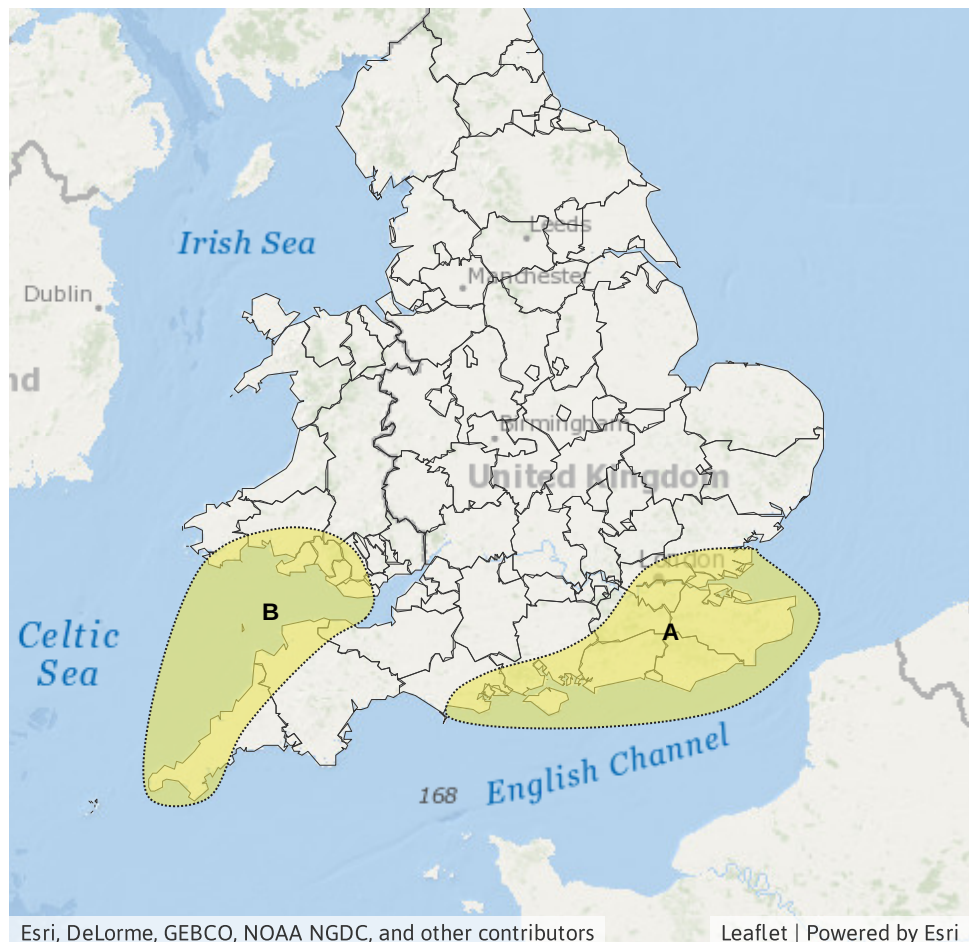 Leeds
Irish Sea
Manchester
Dublin
nd
Birmingham
United Kingdom
London
B
A
Celtic
Sea
English Channel
168
Esri, DeLorme, GEBCO, NOAA NGDC, and other contributors
Leaflet | Powered by Esri